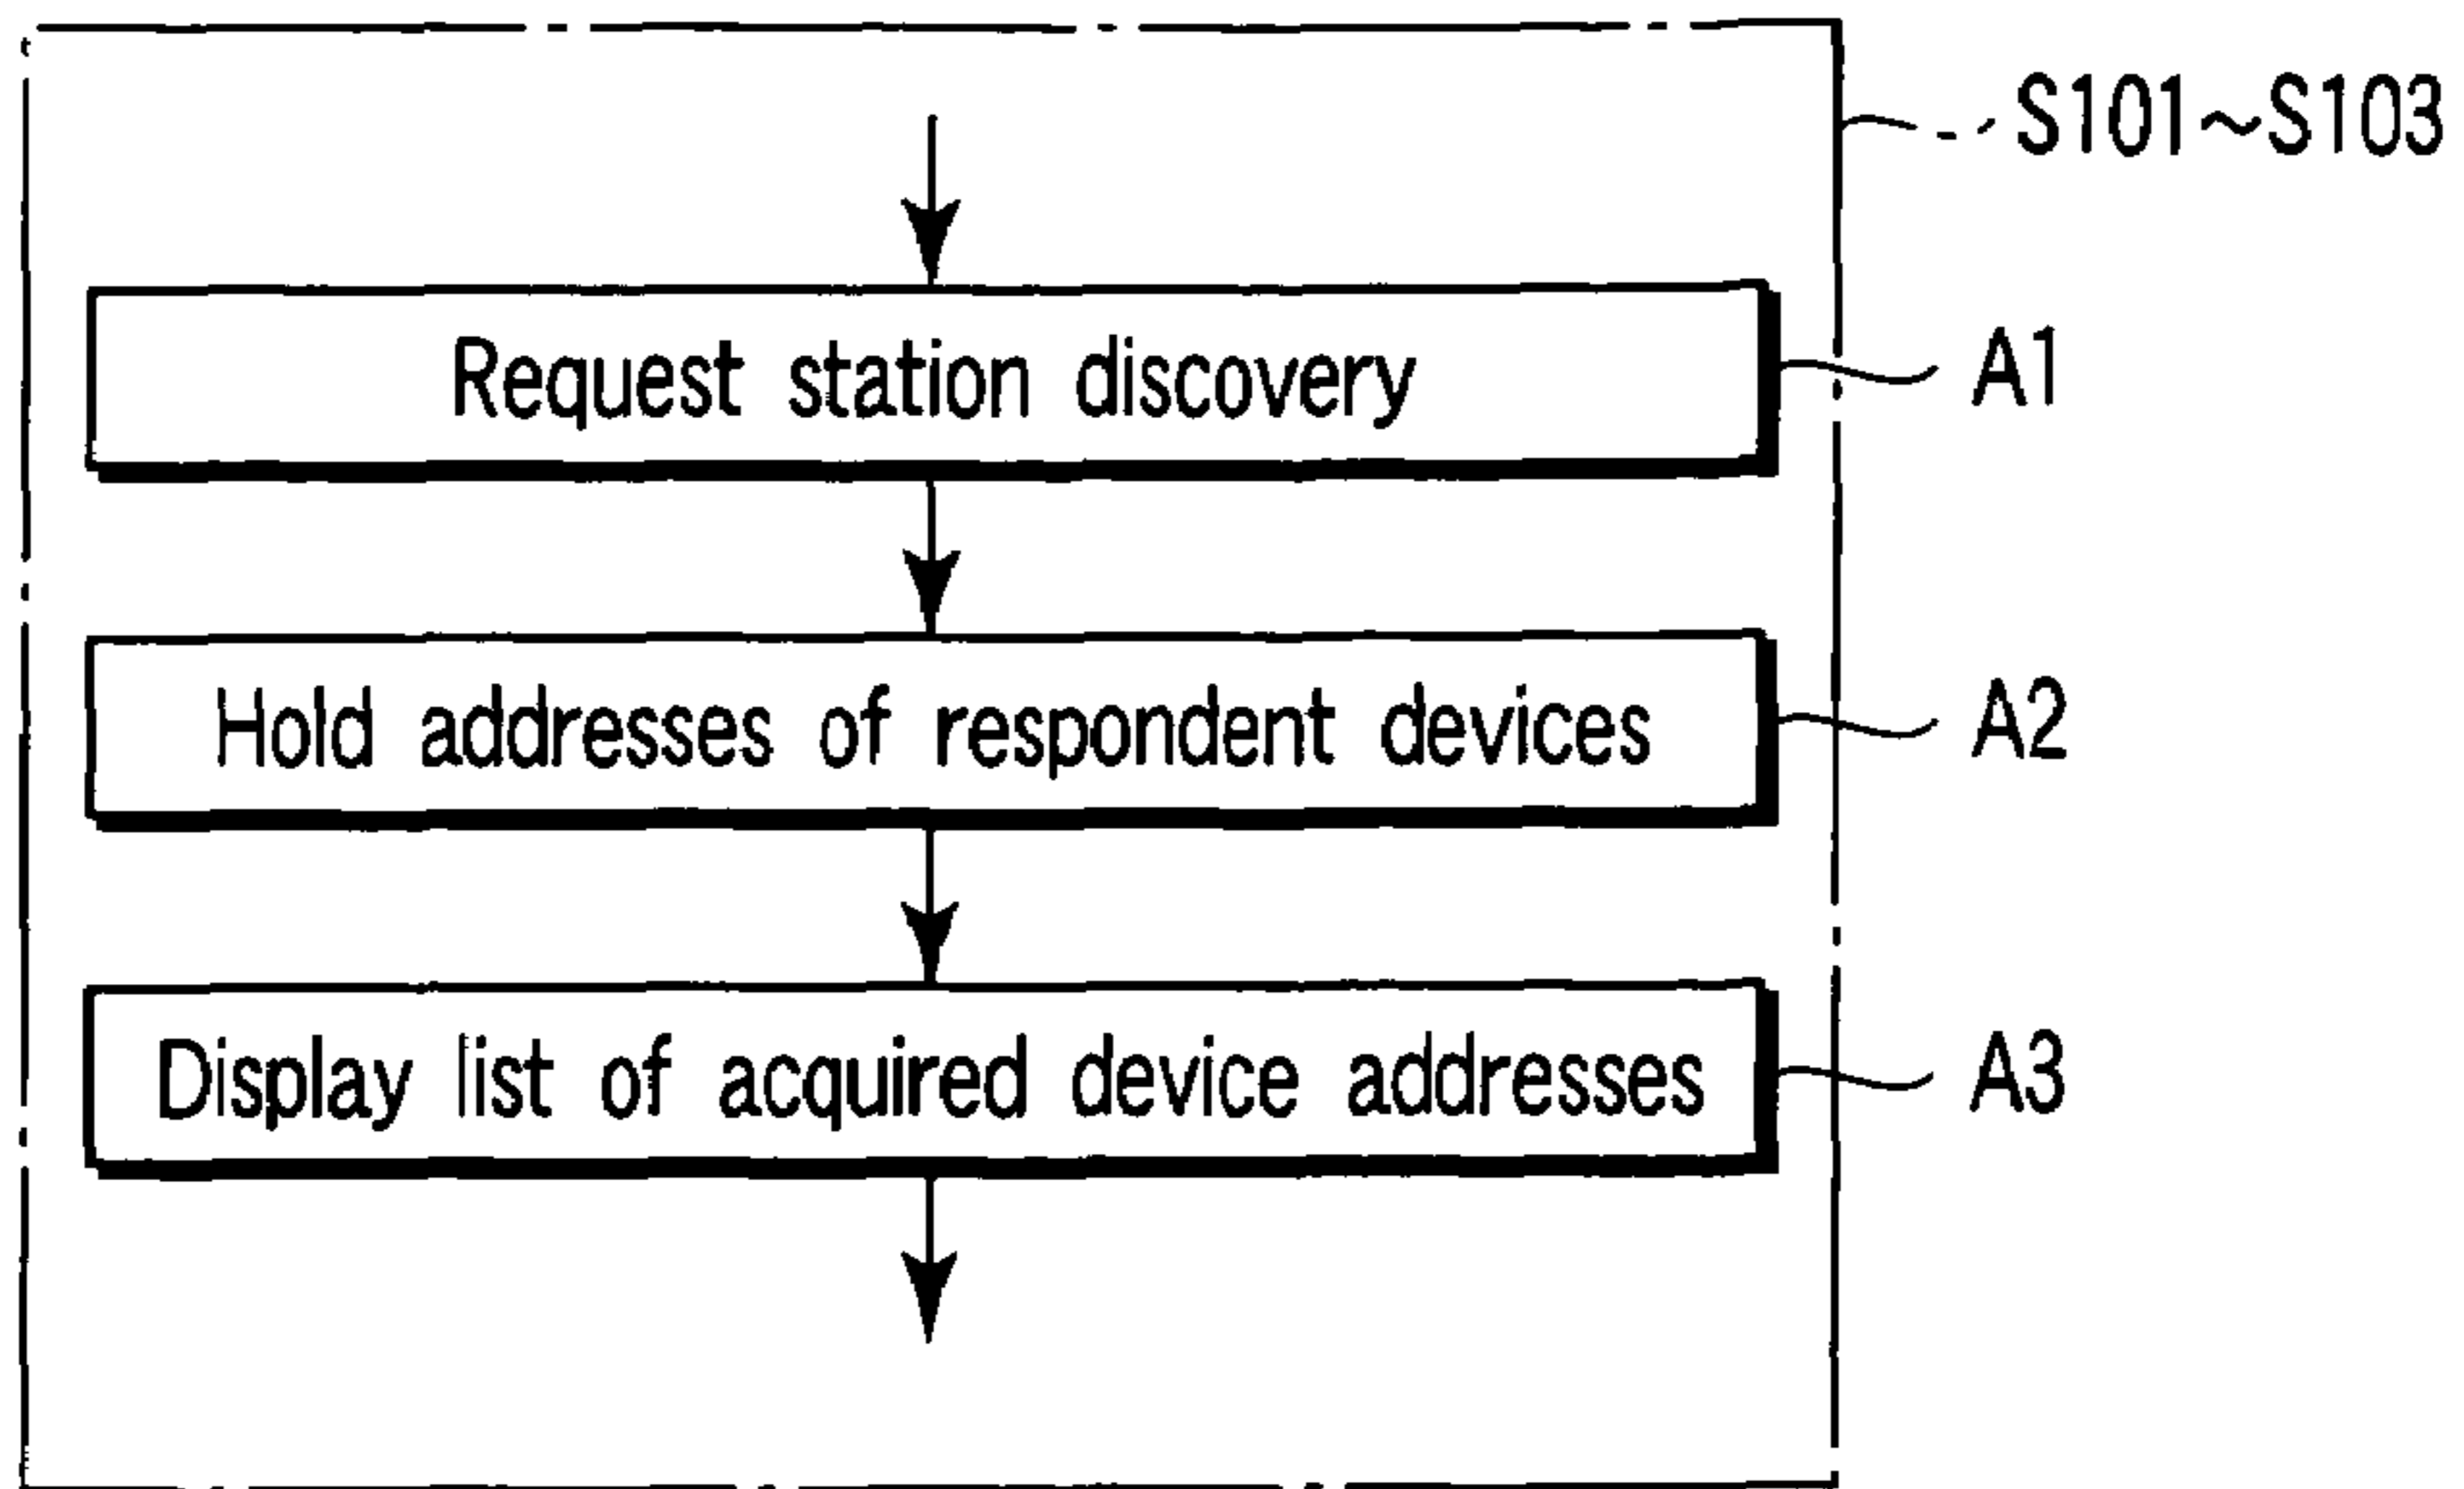 S101~S103
Request station discovery
A1
Hold addresses of respondent devices
A2
Display list of acquired device addresses
A3